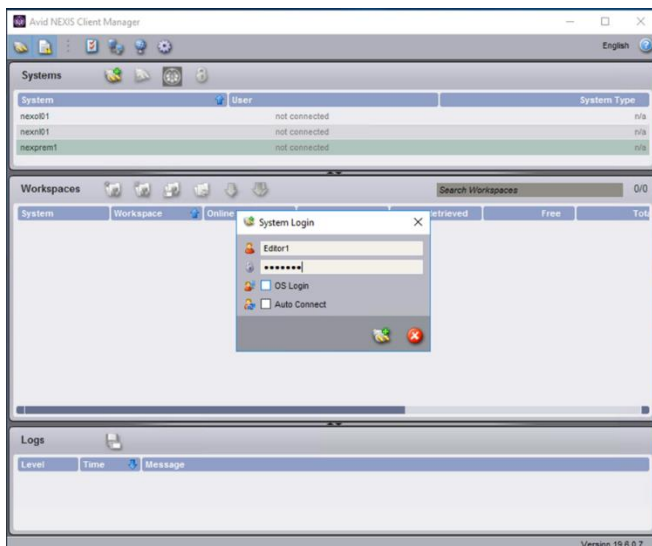 Avid NEXIS Client Manager
English
Systems
System User System Type
nexol01 not connected n/a
nexnl01 not connected n/a
nexprem1 not connected n/a
Workspaces Search Workspaces 0/0
System Workspace Online etrieved Free Tota
System Login
Editor1
•••••••
OS Login
Auto Connect
Logs
Level Time Message
Version 19.6.0.7